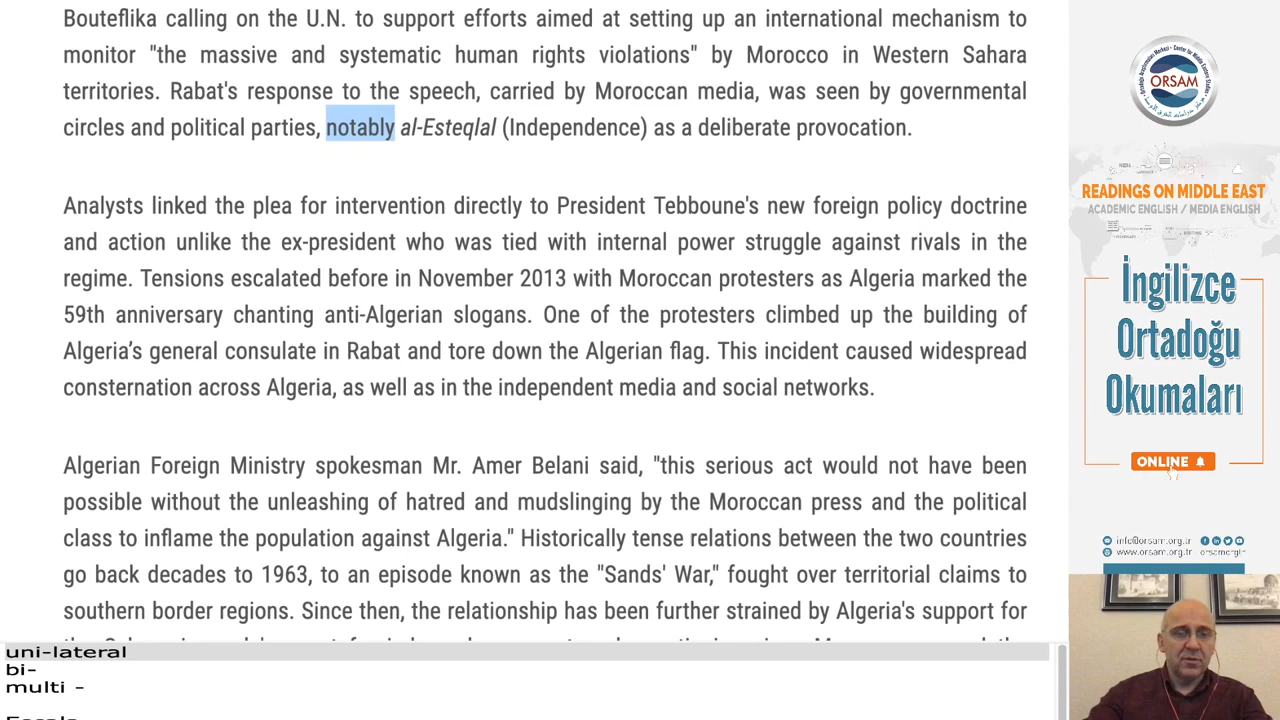 Bouteflika calling on the U.N. to support efforts aimed at setting up an international mechanism to
monitor "the massive and systematic human rights violations" by Morocco in Western Sahara
territories. Rabat's response to the speech, carried by Moroccan media, was seen by governmental
circles and political parties, notably al-Esteqlal (Independence) as a deliberate provocation.
Analysts linked the plea for intervention directly to President Tebboune's new foreign policy doctrine
and action unlike the ex-president who was tied with internal power struggle against rivals in the
regime. Tensions escalated before in November 2013 with Moroccan protesters as Algeria marked the
59th anniversary chanting anti-Algerian slogans. One of the protesters climbed up the building of
Algeria’s general consulate in Rabat and tore down the Algerian flag. This incident caused widespread
consternation across Algeria, as well as in the independent media and social networks.
Algerian Foreign Ministry spokesman Mr. Amer Belani said, "this serious act would not have been
possible without the unleashing of hatred and mudslinging by the Moroccan press and the political
class to inflame the population against Algeria." Historically tense relations between the two countries
go back decades to 1963, to an episode known as the "Sands' War," fought over territorial claims to
southern border regions. Since then, the relationship has been further strained by Algeria's support for
uni-lateral
bi-
multi -
ORSAM
READINGS ON MIDDLE EAST
ACADEMIC ENGLISH / MEDIA ENGLISH
İngilizce
Ortadoğu
Okumaları
ONLINE
info@orsam.org.tr
www.orsam.org.tr orsamorgtr